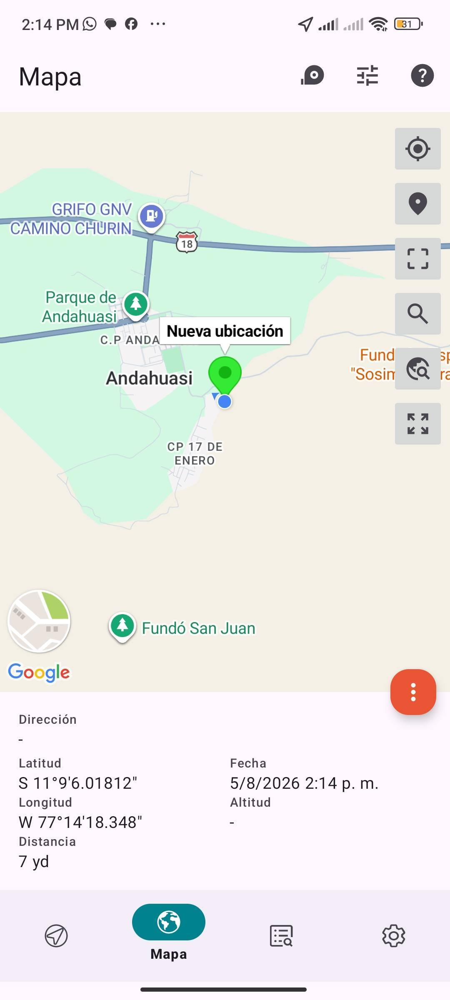 2:14 PM
31
Mapa
GRIFO GNV
CAMINO CHURIN
18
Parque de
Andahuasi
Nueva ubicación
C.P ANDA
Andahuasi
Fund
"Sosim
CP 17 DE
ENERO
Fundó San Juan
Google
Dirección
-
Latitud
Fecha
S 11°9'6.01812"
5/8/2026 2:14 p. m.
Longitud
Altitud
W 77°14'18.348"
-
Distancia
7 yd
Mapa